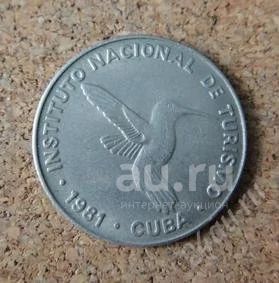 INSTITUTO NACIONAL DE TURISMO
· 1981 · CUBA ·
au.ru
интернет-аукцион